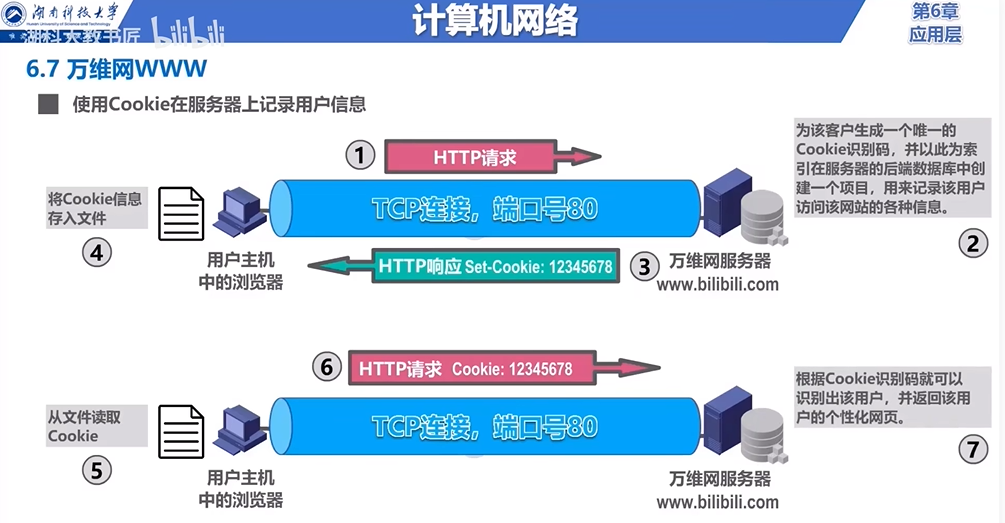 湖南科技大学
Hunan University of Science and Technology
计算机网络
第6章
应用层
湖科大教书匠 bilibili
6.7 万维网WWW
使用Cookie在服务器上记录用户信息
① HTTP请求
为该客户生成一个唯一的
Cookie识别码，并以此为索
引在服务器的后端数据库中创
建一个项目，用来记录该用户
访问该网站的各种信息。
②
将Cookie信息
存入文件
④
TCP连接，端口号80
用户主机
中的浏览器
HTTP响应 Set-Cookie: 12345678 ③
万维网服务器
www.bilibili.com
⑥ HTTP请求 Cookie: 12345678
从文件读取
Cookie
⑤
TCP连接，端口号80
根据Cookie识别码就可以
识别出该用户，并返回该用
户的个性化网页。
⑦
用户主机
中的浏览器
万维网服务器
www.bilibili.com